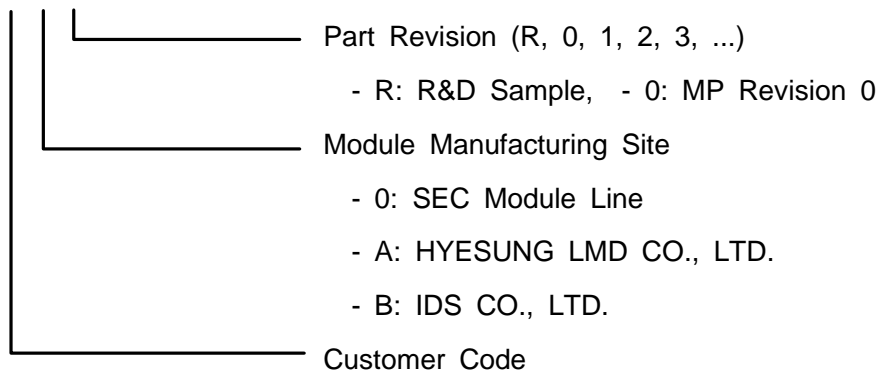 Part Revision (R, 0, 1, 2, 3, ...)
- R: R&D Sample, - 0: MP Revision 0
Module Manufacturing Site
- 0: SEC Module Line
- A: HYESUNG LMD CO., LTD.
- B: IDS CO., LTD.
Customer Code